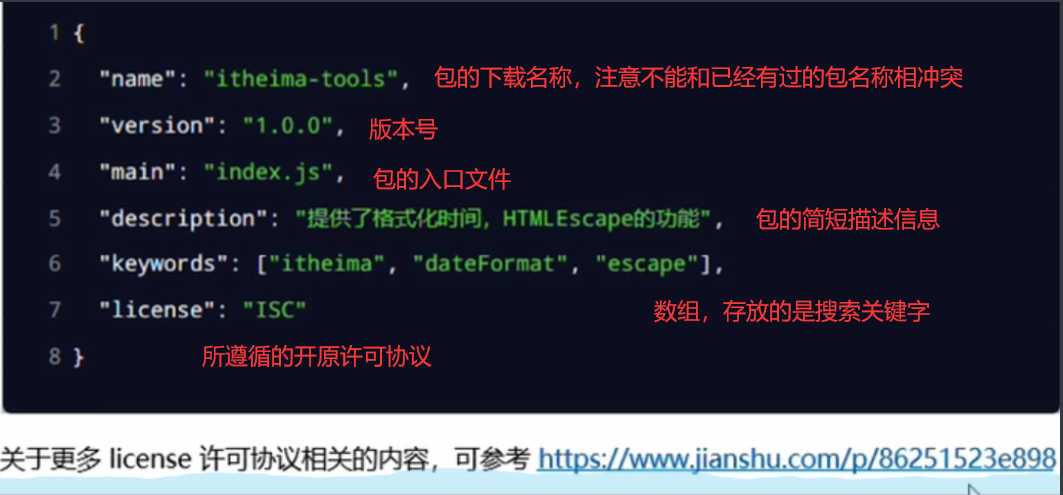 1 {
2 "name": "itheima-tools", 包的下载名称，注意不能和已经有过的包名称相冲突
3 "version": "1.0.0", 版本号
4 "main": "index.js", 包的入口文件
5 "description": "提供了格式化时间，HTMLEscape的功能", 包的简短描述信息
6 "keywords": ["itheima", "dateFormat", "escape"],
7 "license": "ISC" 数组，存放的是搜索关键字
8 } 所遵循的开原许可协议
关于更多 license 许可协议相关的内容，可参考 https://www.jianshu.com/p/86251523e898